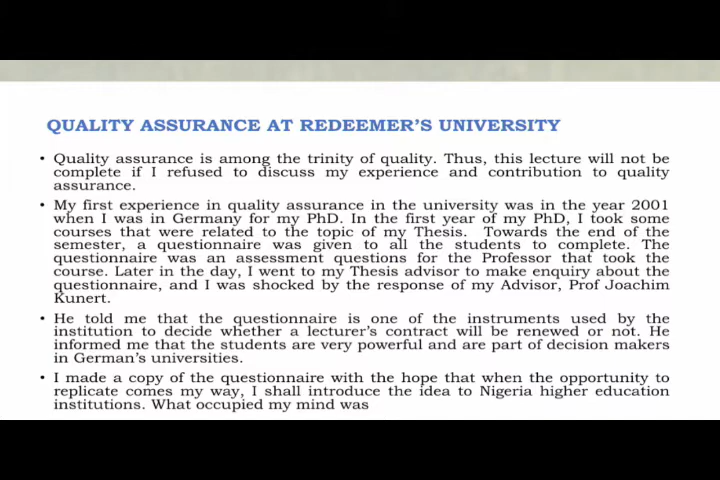 QUALITY ASSURANCE AT REDEEMER'S UNIVERSITY
• Quality assurance is among the trinity of quality. Thus, this lecture will not be
complete if I refused to discuss my experience and contribution to quality
assurance.
• My first experience in quality assurance in the university was in the year 2001
when I was in Germany for my PhD. In the first year of my PhD, I took some
courses that were related to the topic of my Thesis. Towards the end of the
semester, a questionnaire was given to all the students to complete. The
questionnaire was an assessment questions for the Professor that took the
course. Later in the day, I went to my Thesis advisor to make enquiry about the
questionnaire, and I was shocked by the response of my Advisor, Prof Joachim
Kunert.
• He told me that the questionnaire is one of the instruments used by the
institution to decide whether a lecturer's contract will be renewed or not. He
informed me that the students are very powerful and are part of decision makers
in German's universities.
• I made a copy of the questionnaire with the hope that when the opportunity to
replicate comes my way, I shall introduce the idea to Nigeria higher education
institutions. What occupied my mind was